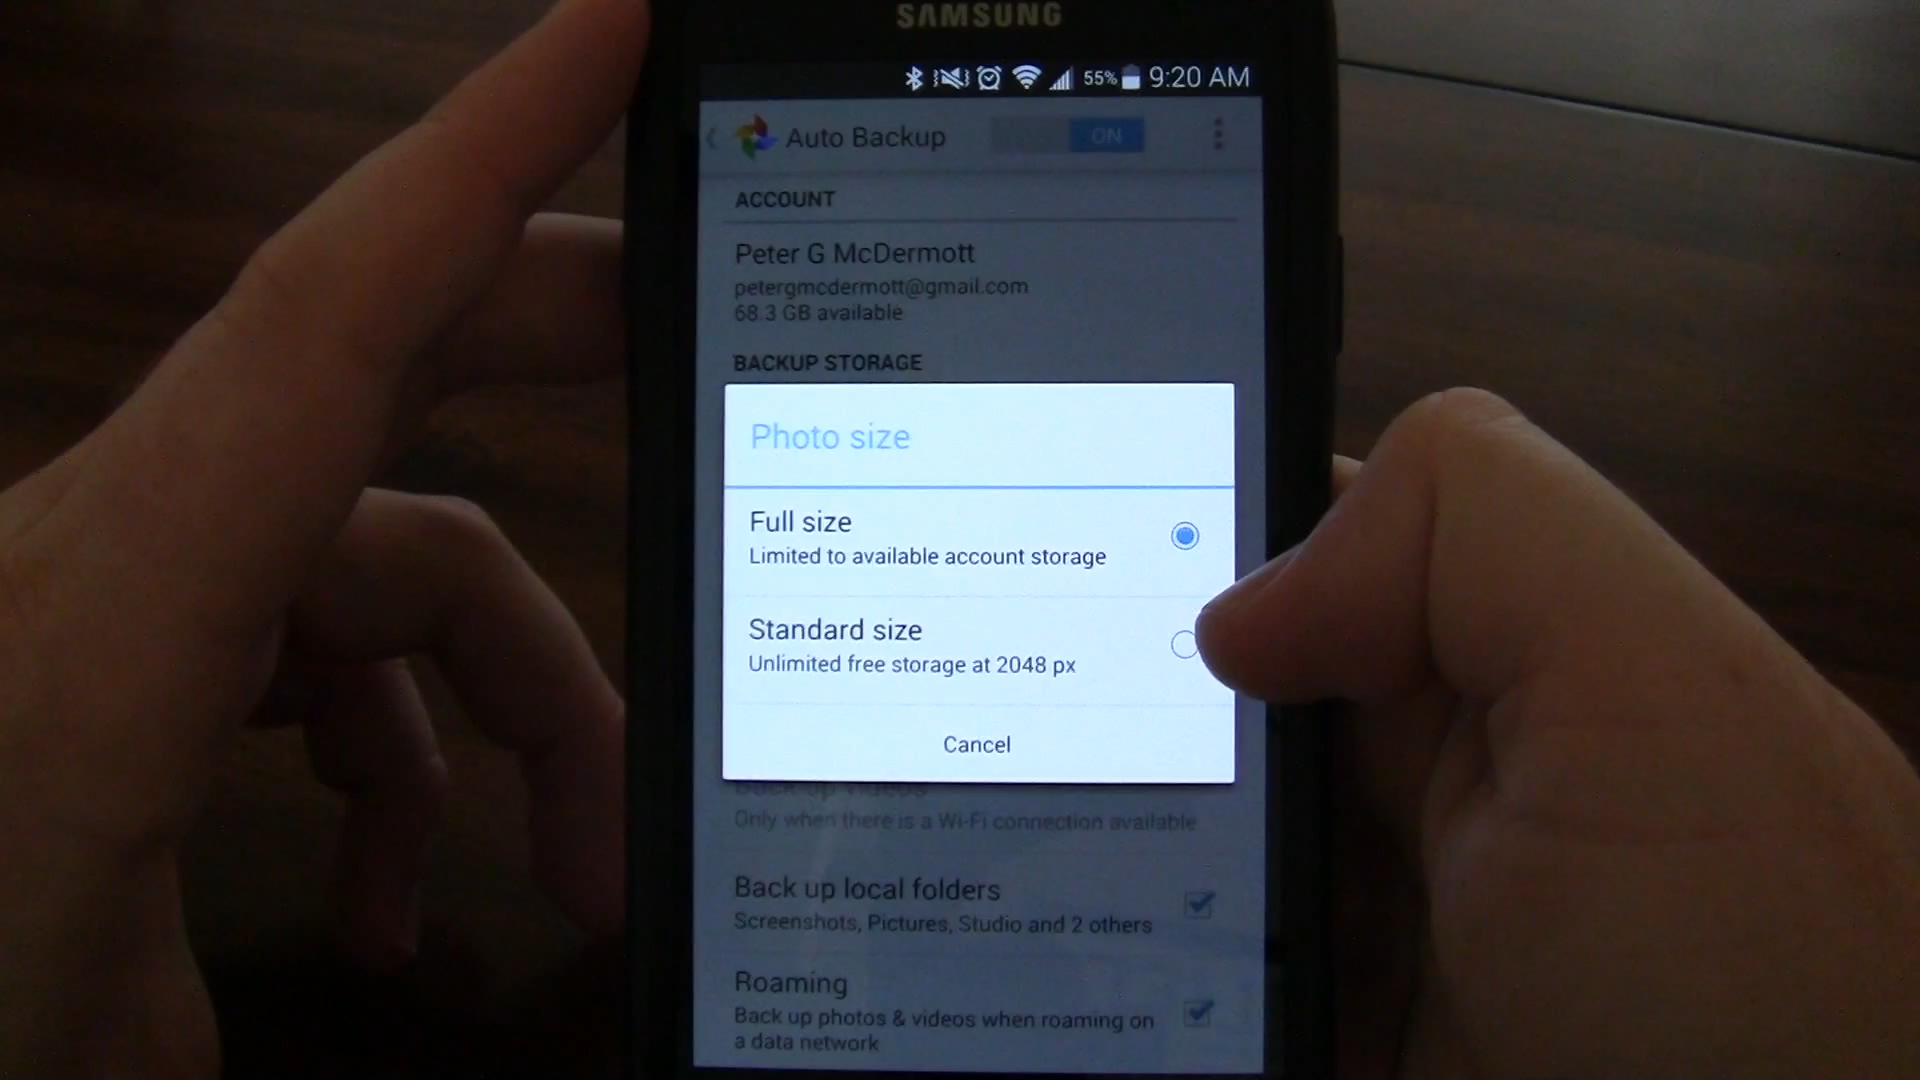 SAMSUNG
55% 9:20 AM
Auto Backup ON
ACCOUNT
Peter G McDermott
petergmcdermott@gmail.com
68.3 GB available
BACKUP STORAGE
Photo size
Full size
Limited to available account storage
Standard size
Unlimited free storage at 2048 px
Cancel
Back up videos
Only when there is a Wi-Fi connection available
Back up local folders
Screenshots, Pictures, Studio and 2 others
Roaming
Back up photos & videos when roaming on
a data network